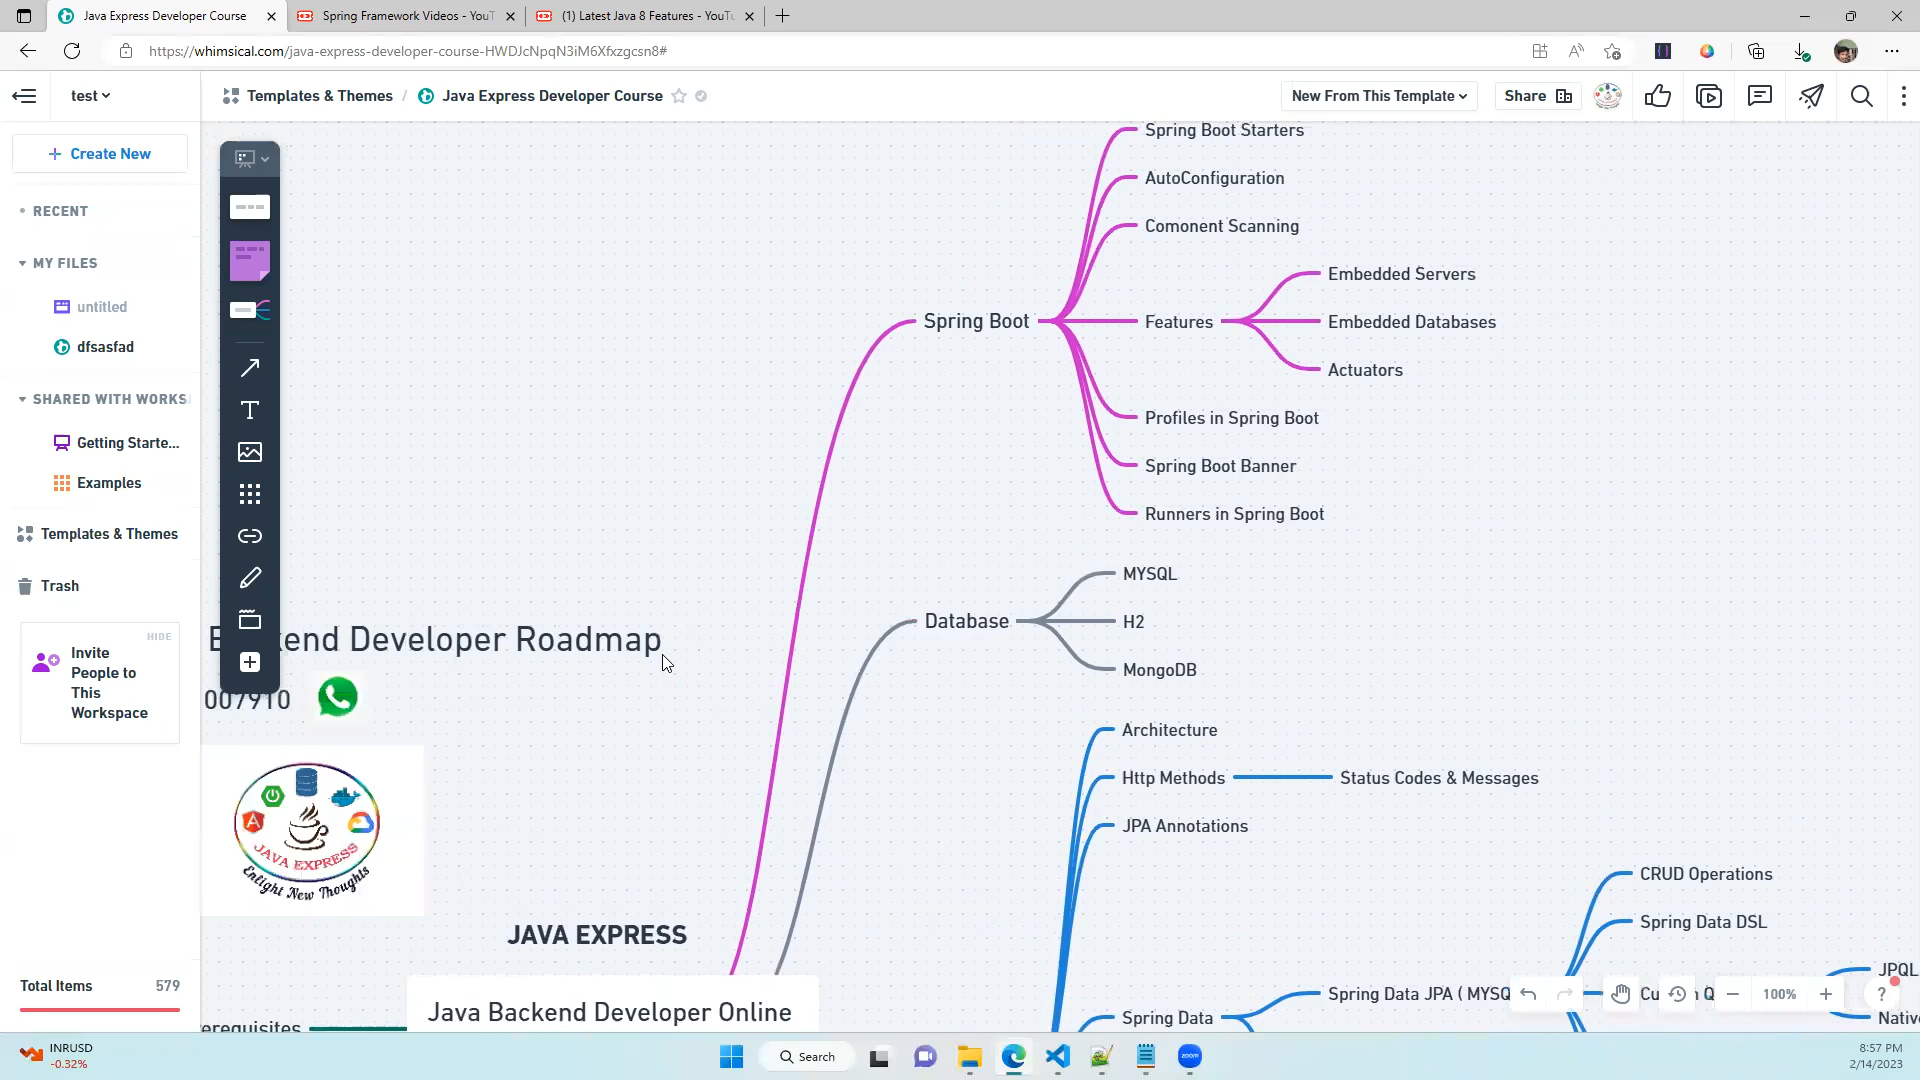 Java Express Developer Course
Spring Framework Videos - YouT
(1) Latest Java 8 Features - YouTu
https://whimsical.com/java-express-developer-course-HWDJcNpqN3iM6Xfxzgcsn8#
test
Templates & Themes / Java Express Developer Course
New From This Template
Share
Create New
RECENT
MY FILES
untitled
dfsasfad
SHARED WITH WORKS
Getting Starte...
Examples
Templates & Themes
Trash
HIDE
Invite
People to
This
Workspace
Total Items 579
Spring Boot Starters
AutoConfiguration
Comonent Scanning
Embedded Servers
Spring Boot
Features
Embedded Databases
Actuators
Profiles in Spring Boot
Spring Boot Banner
Runners in Spring Boot
MYSQL
Database
H2
MongoDB
end Developer Roadmap
007910
JAVA EXPRESS
Enlight New Thoughts
JAVA EXPRESS
Java Backend Developer Online
erequisites
Architecture
Http Methods
Status Codes & Messages
JPA Annotations
CRUD Operations
Spring Data DSL
JPQL
Spring Data JPA ( MYSQ
Spring Data
Native
100%
?
INRUSD
-0.32%
Search
zoom
8:57 PM
2/14/2023